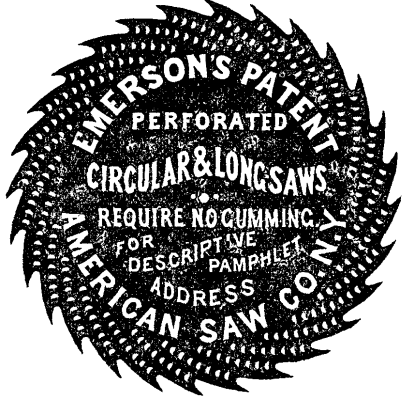 EMERSON'S PATENT
PERFORATED
CIRCULAR & LONG SAWS
REQUIRE NO GUMMING.
FOR
DESCRIPTIVE
PAMPHLET
ADDRESS
AMERICAN SAW CO N.Y.